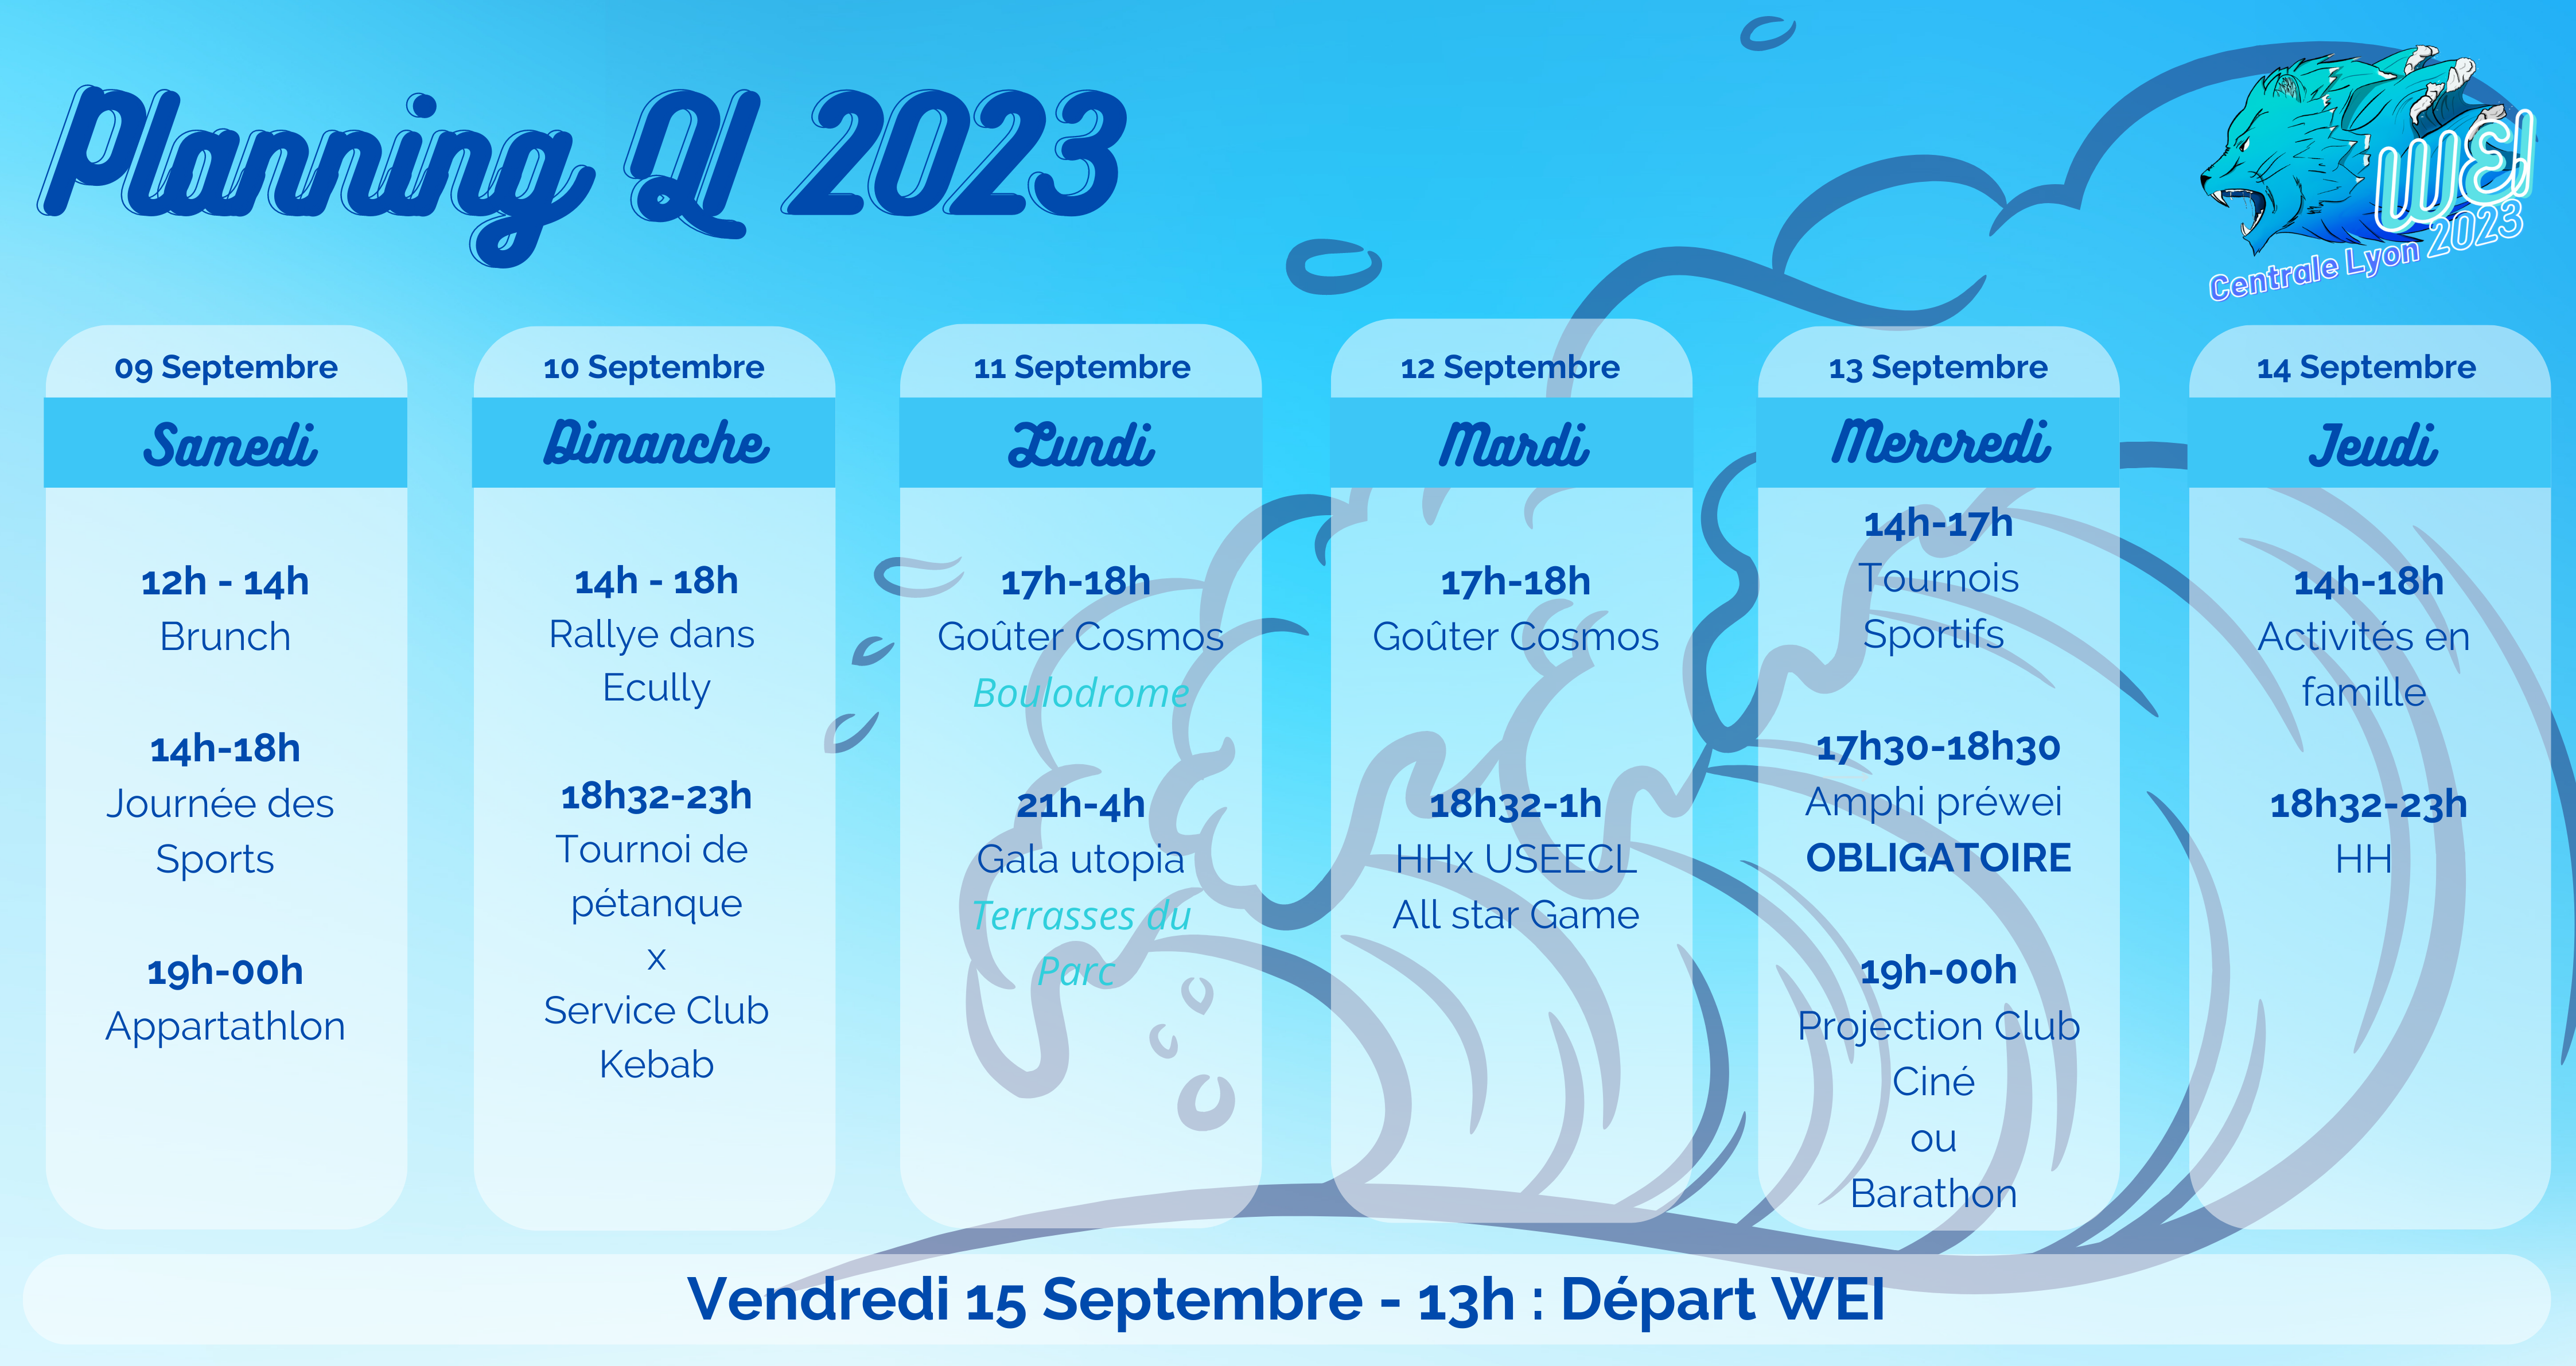 Planning QI 2023
WEI
Centrale Lyon 2023
09 Septembre
Samedi
12h - 14h
Brunch
14h-18h
Journée des
Sports
19h-00h
Appartathlon
10 Septembre
Dimanche
14h - 18h
Rallye dans
Ecully
18h32-23h
Tournoi de
pétanque
x
Service Club
Kebab
11 Septembre
Lundi
17h-18h
Goûter Cosmos
Boulodrome
21h-4h
Gala utopia
Terrasses du
Parc
12 Septembre
Mardi
17h-18h
Goûter Cosmos
18h32-1h
HHx USEECL
All star Game
13 Septembre
Mercredi
14h-17h
Tournois
Sportifs
17h30-18h30
Amphi préwei
OBLIGATOIRE
19h-00h
Projection Club
Ciné
ou
Barathon
14 Septembre
Jeudi
14h-18h
Activités en
famille
18h32-23h
HH
Vendredi 15 Septembre - 13h : Départ WEI